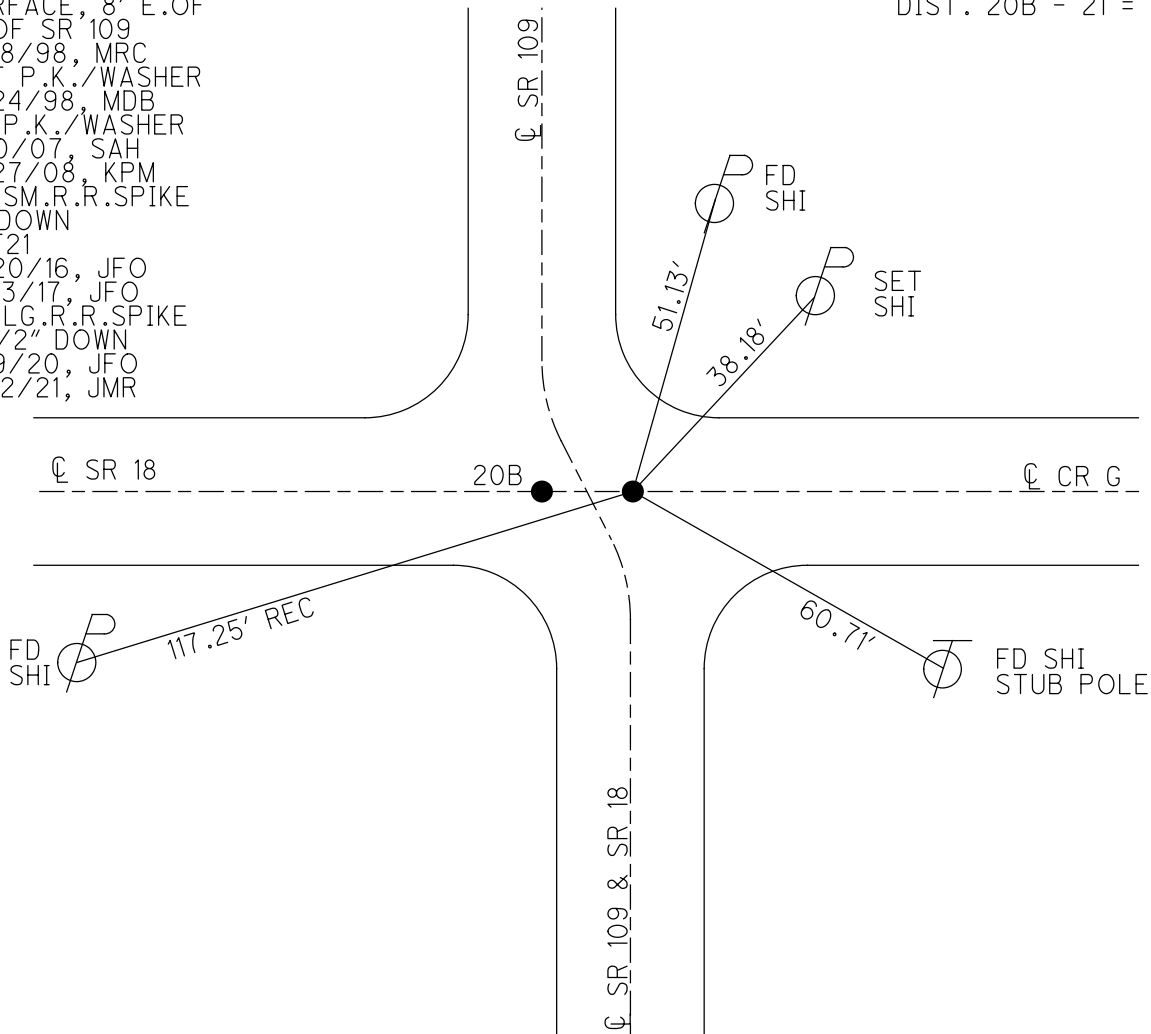 RFACE, 8' E.OF
OF SR 109
8/98, MRC
T P.K./WASHER
24/98, MDB
P.K./WASHER
0/07, SAH
27/08, KPM
SM.R.R.SPIKE
DOWN
T21
20/16, JFO
3/17, JFO
LG.R.R.SPIKE
/2" DOWN
9/20, JFO
2/21, JMR
DIST. 20B - 21 =
℄ SR 109
FD
SHI
51.13'
SET
SHI
38.18'
℄ SR 18
20B
℄ CR G
117.25' REC
FD
SHI
60.71'
FD SHI
STUB POLE
℄ SR 109 & SR 18